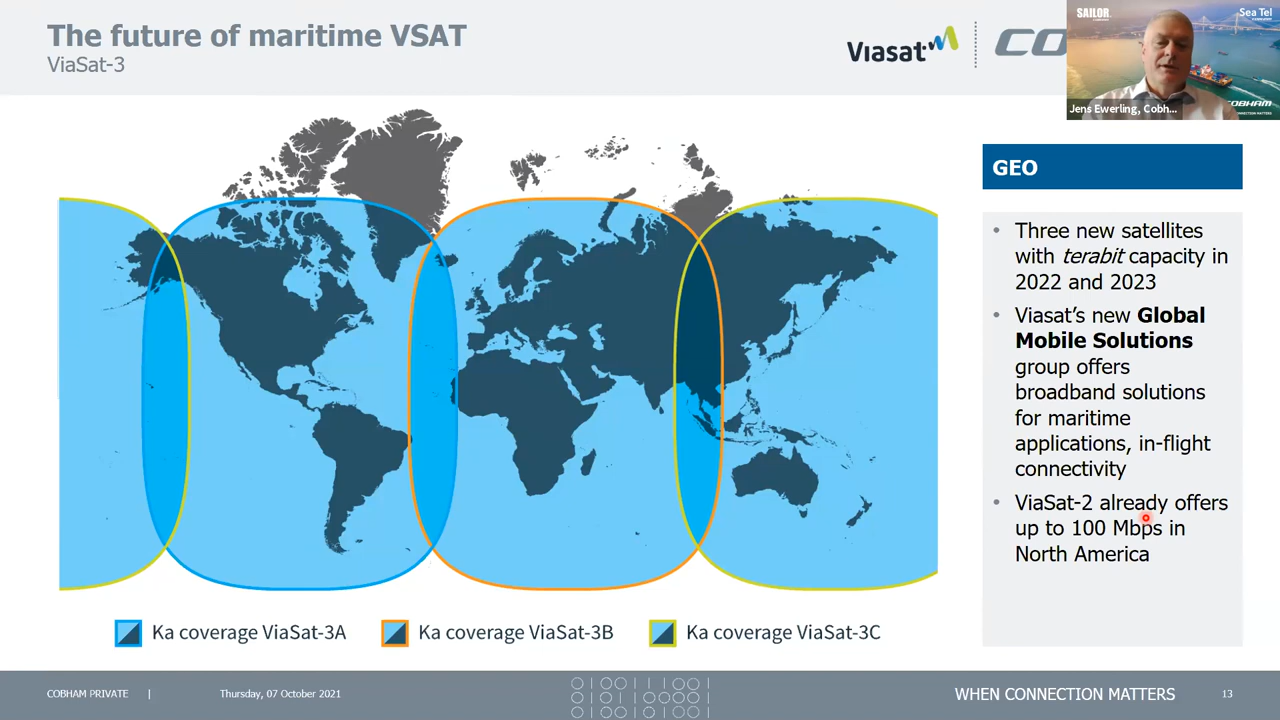 The future of maritime VSAT
ViaSat-3
Viasat
CO
SAILOR
Sea Tel
COBHAM
CONNECTION MATTERS
Jens Ewerling, Cobh...
GEO
• Three new satellites
with terabit capacity in
2022 and 2023
• Viasat's new Global
Mobile Solutions
group offers
broadband solutions
for maritime
applications, in-flight
connectivity
• ViaSat-2 already offers
up to 100 Mbps in
North America
Ka coverage ViaSat-3A
Ka coverage ViaSat-3B
Ka coverage ViaSat-3C
COBHAM PRIVATE |
Thursday, 07 October 2021
WHEN CONNECTION MATTERS
13